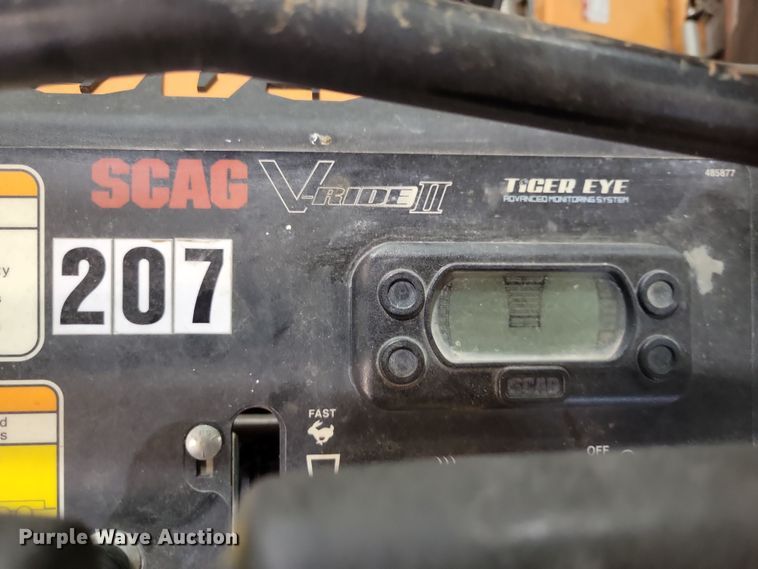 SCAG V-RIDE II TIGER EYE
ADVANCED MONITORING SYSTEM
485877
207
SCAG
FAST
OFF
Purple Wave Auction